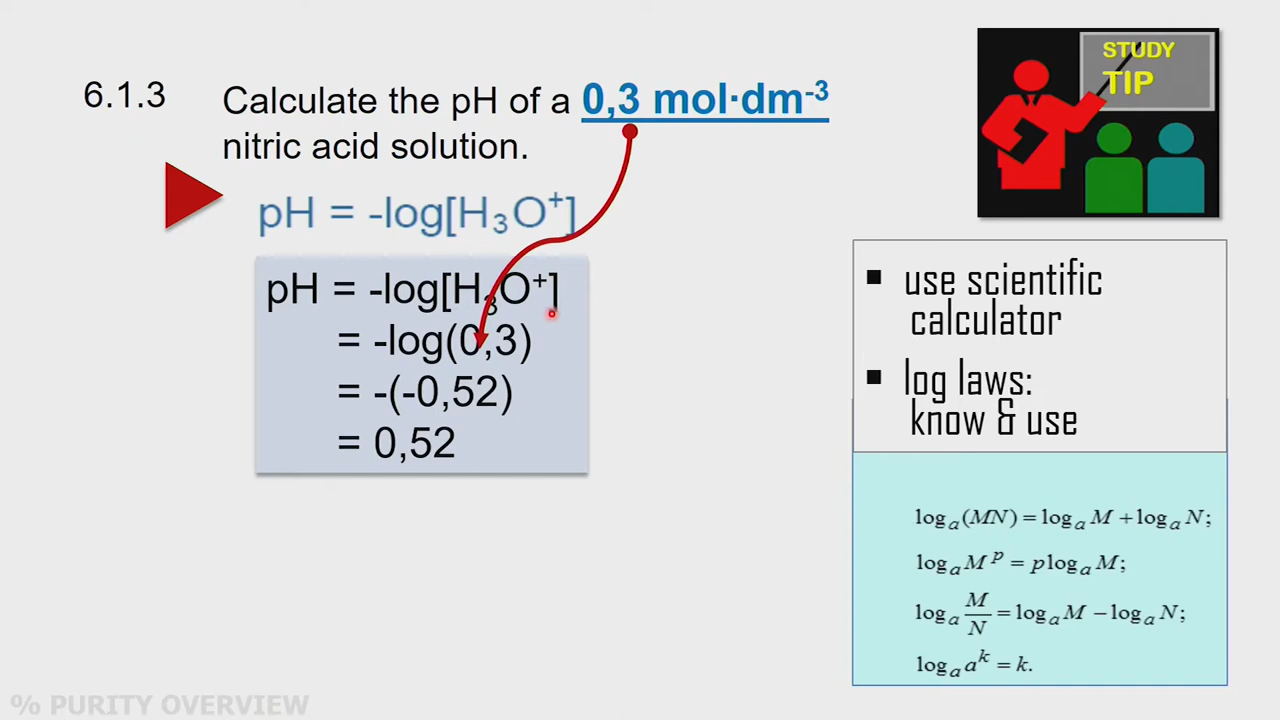 6.1.3
Calculate the pH of a 0,3 mol·dm⁻³
nitric acid solution.
pH = -log[H₃O⁺]
pH = -log[H₃O⁺]
= -log(0,3)
= -(-0,52)
= 0,52
STUDY
TIP
▪ use scientific
calculator
▪ log laws:
know & use
logₐ(MN) = logₐ M + logₐ N;
logₐ Mᵖ = p logₐ M;
logₐ M/N = logₐ M − logₐ N;
logₐ aᵏ = k.
% PURITY OVERVIEW